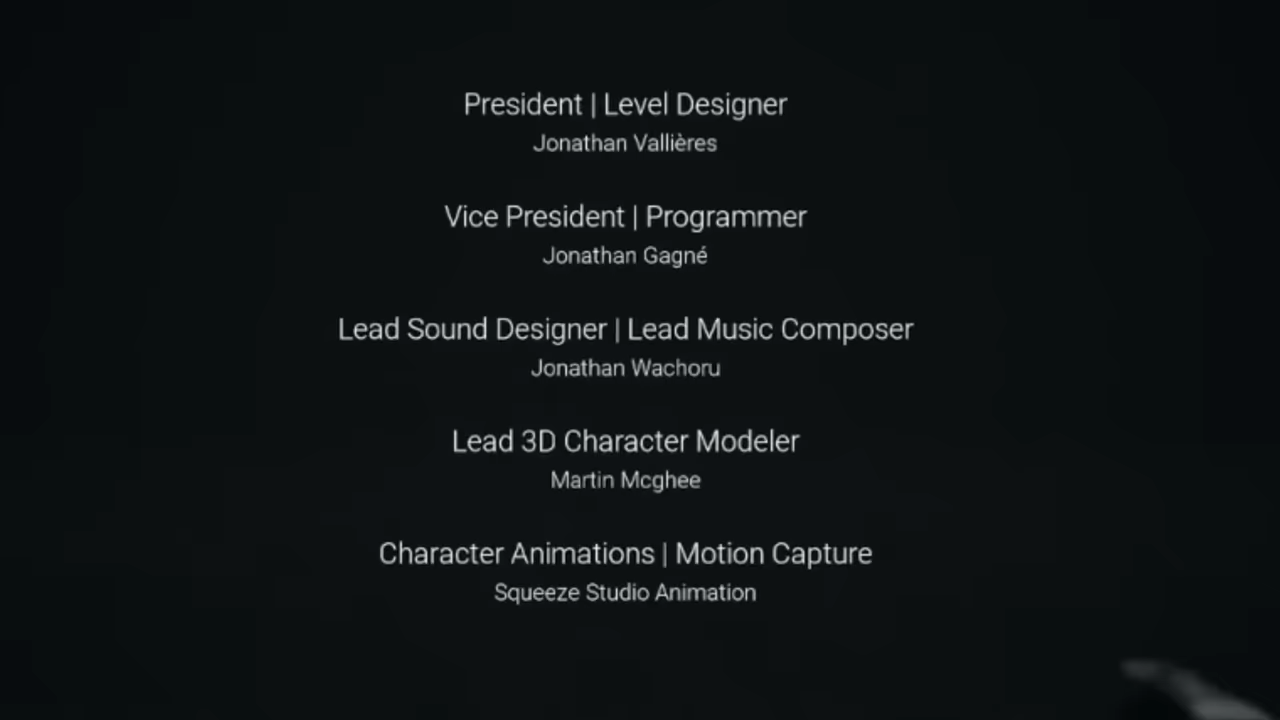 President | Level Designer
Jonathan Vallières
Vice President | Programmer
Jonathan Gagné
Lead Sound Designer | Lead Music Composer
Jonathan Wachoru
Lead 3D Character Modeler
Martin Mcghee
Character Animations | Motion Capture
Squeeze Studio Animation